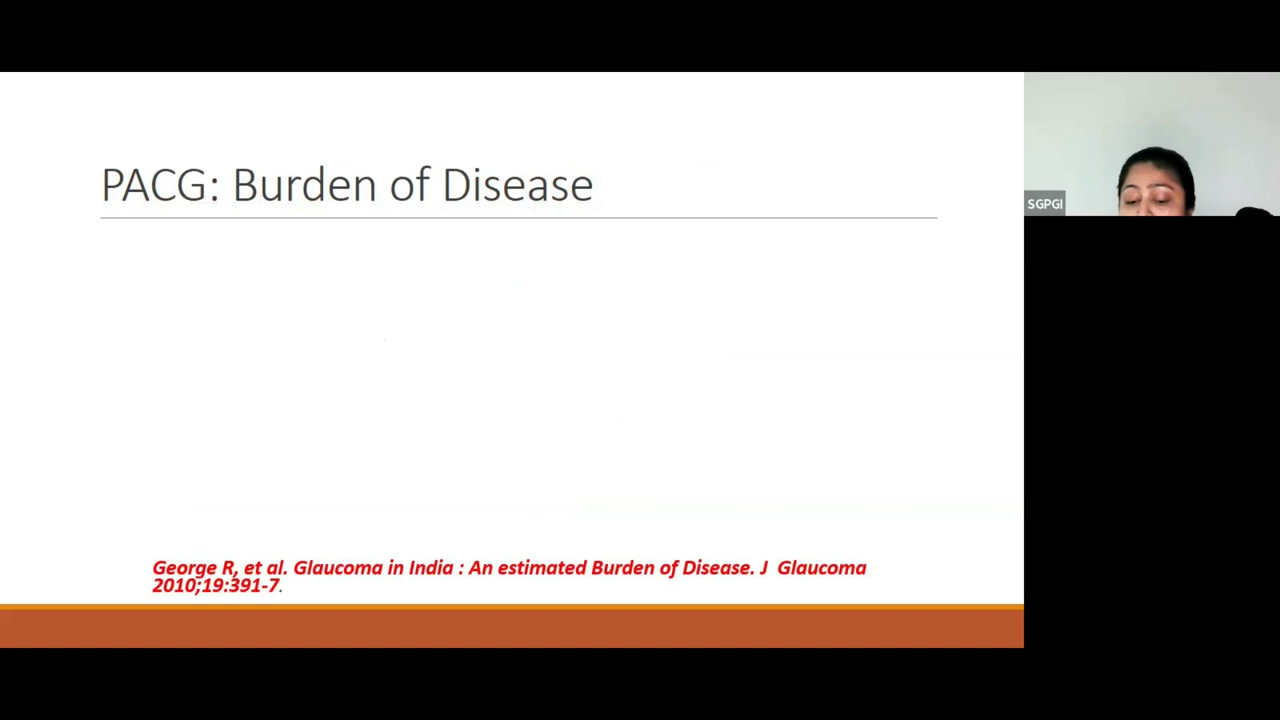 PACG: Burden of Disease
SGPGI
George R, et al. Glaucoma in India : An estimated Burden of Disease. J Glaucoma
2010;19:391-7.